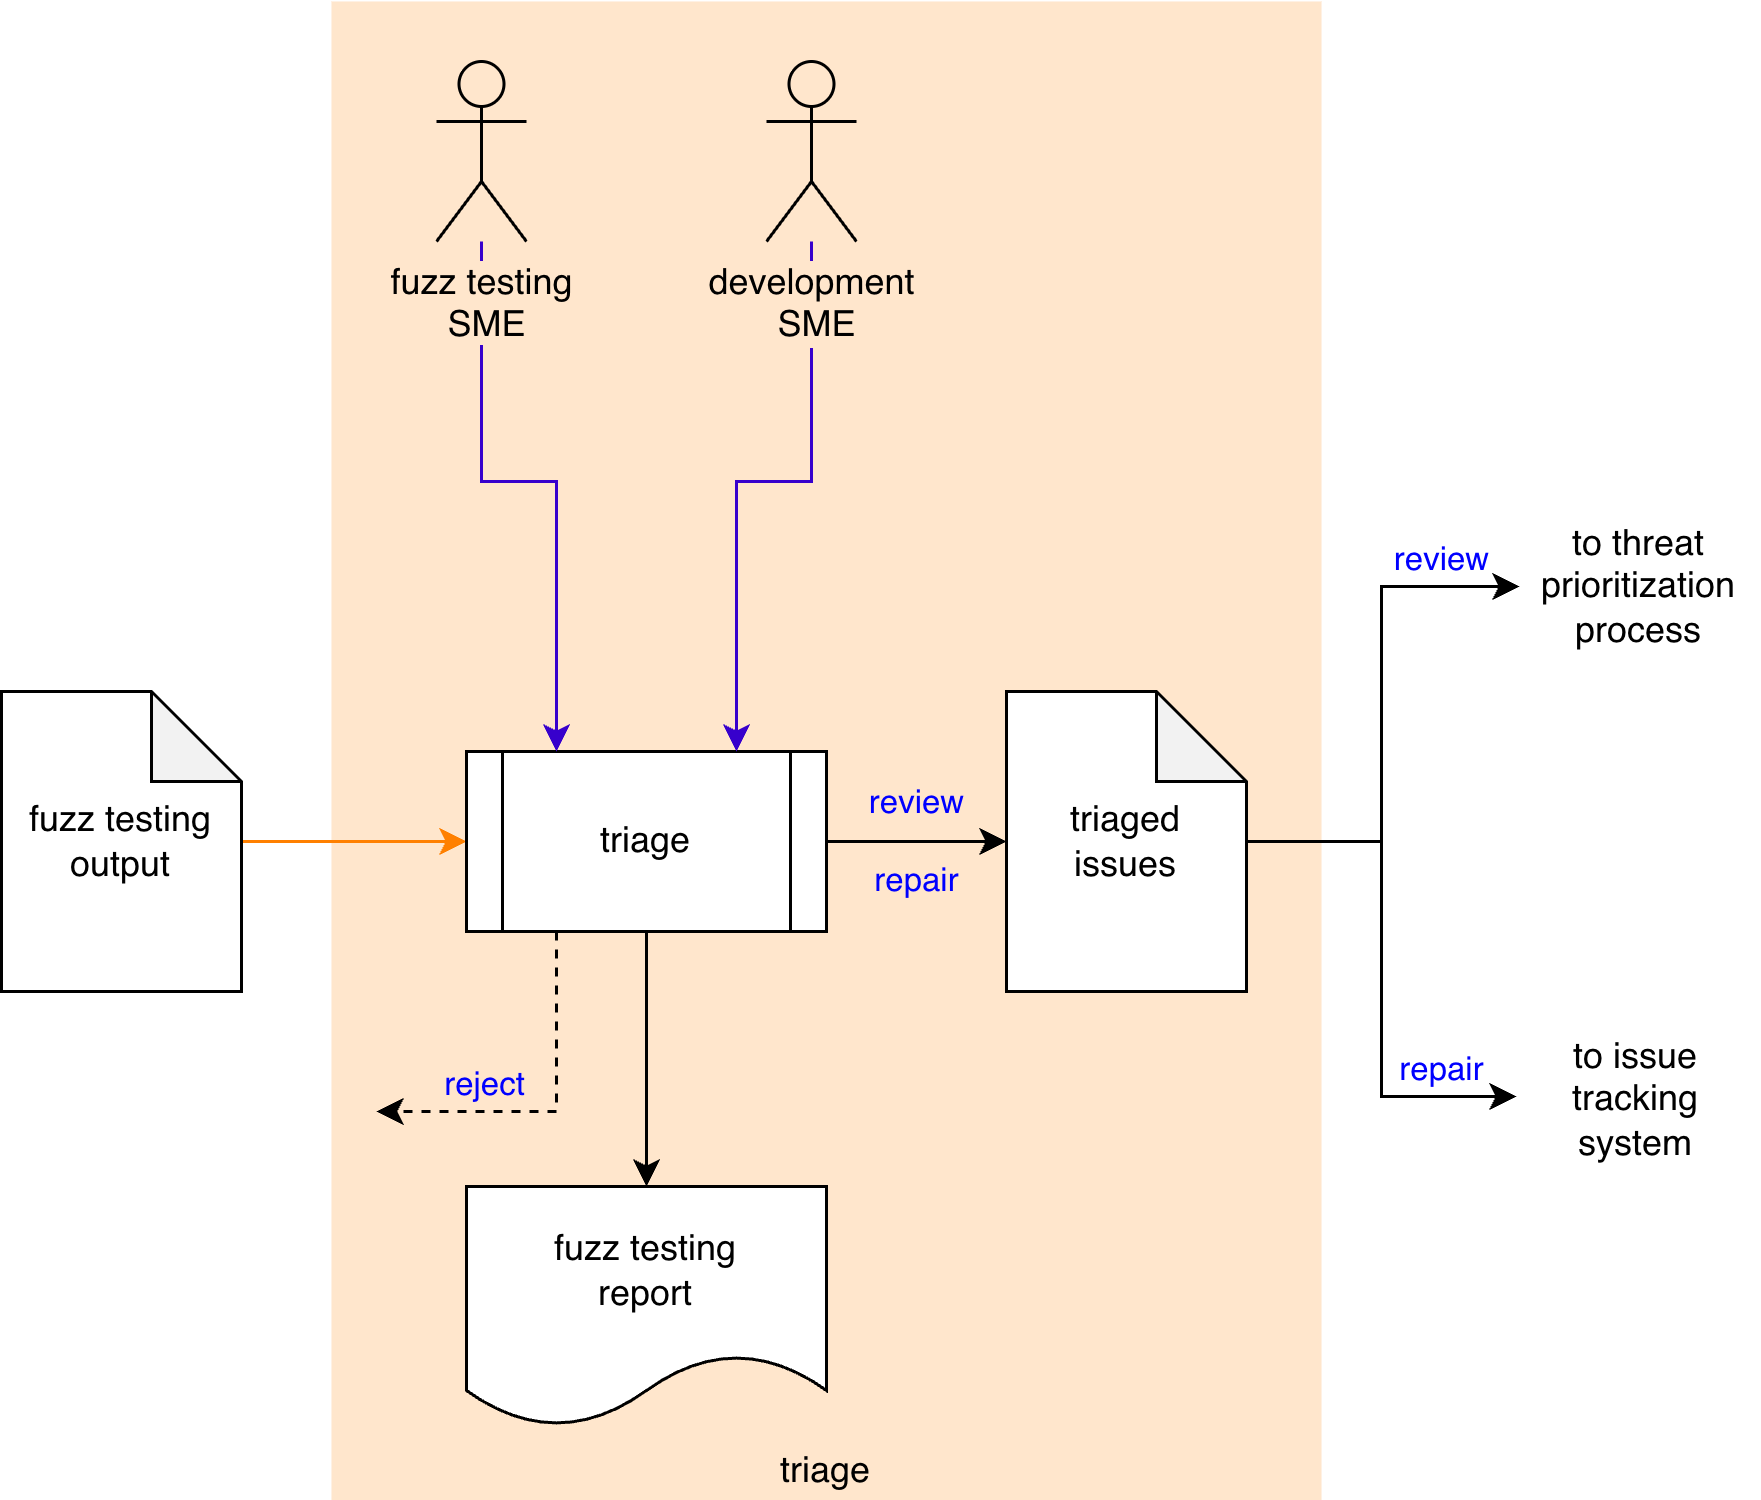 fuzz testing
SME
development
SME
to threat
prioritization
process
review
fuzz testing
output
triage
review
repair
triaged
issues
reject
repair
to issue
tracking
system
fuzz testing
report
triage